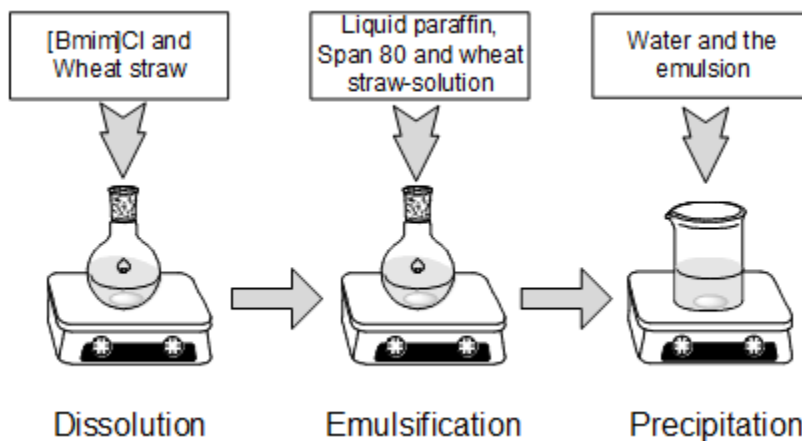 [Bmim]Cl and
Wheat straw
Liquid paraffin,
Span 80 and wheat
straw-solution
Water and the
emulsion
Dissolution
Emulsification
Precipitation